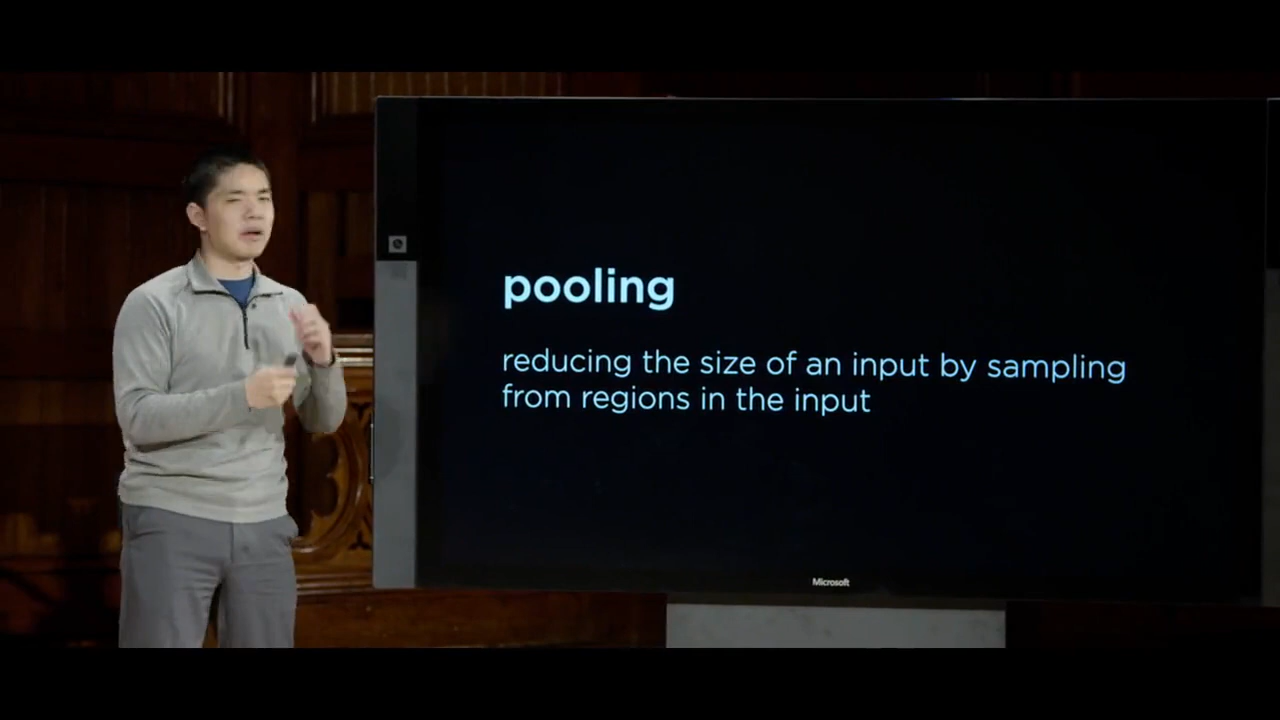 pooling
reducing the size of an input by sampling
from regions in the input
Microsoft